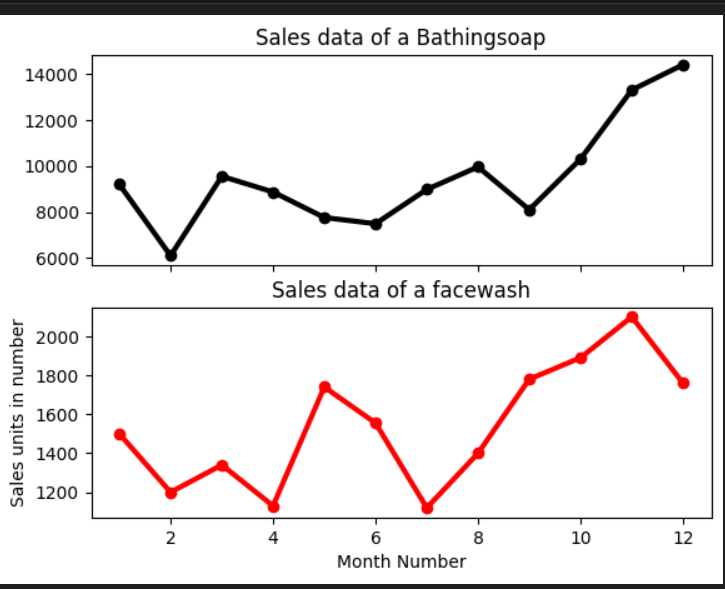 Sales data of a Bathingsoap
14000
12000
10000
8000
6000
Sales data of a facewash
Sales units in number
2000
1800
1600
1400
1200
2 4 6 8 10 12
Month Number